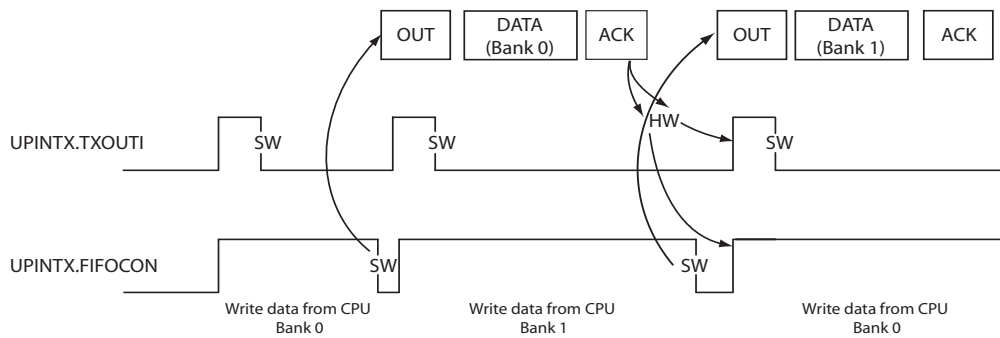 OUT
DATA
(Bank 0)
ACK
OUT
DATA
(Bank 1)
ACK
HW
UPINTX.TXOUTI
SW
SW
SW
UPINTX.FIFOCON
SW
SW
Write data from CPU
Bank 0
Write data from CPU
Bank 1
Write data from CPU
Bank 0